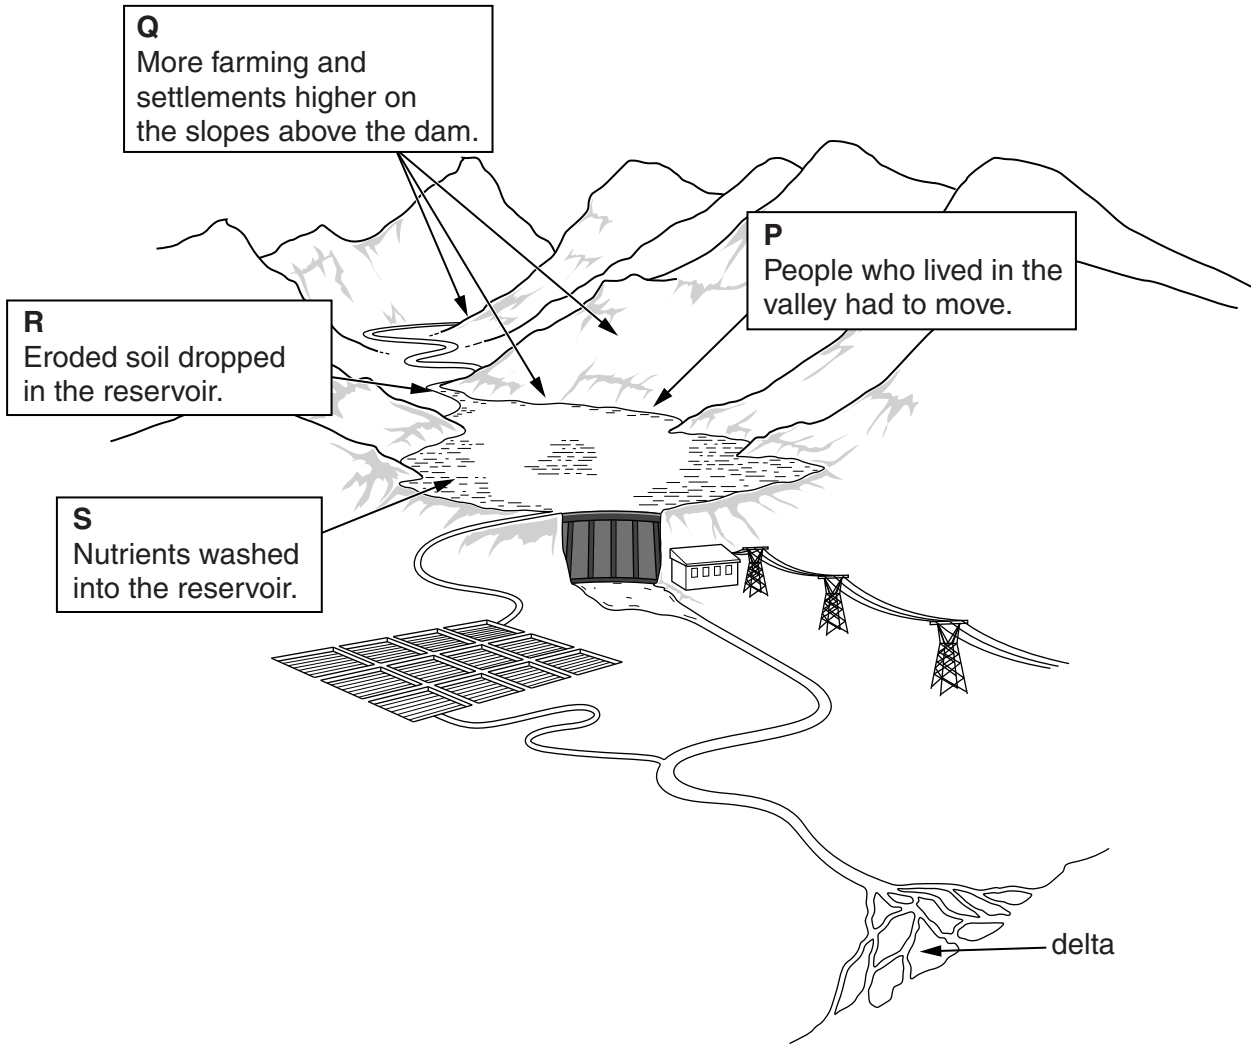 Q
More farming and
settlements higher on
the slopes above the dam.
P
People who lived in the
valley had to move.
R
Eroded soil dropped
in the reservoir.
S
Nutrients washed
into the reservoir.
delta